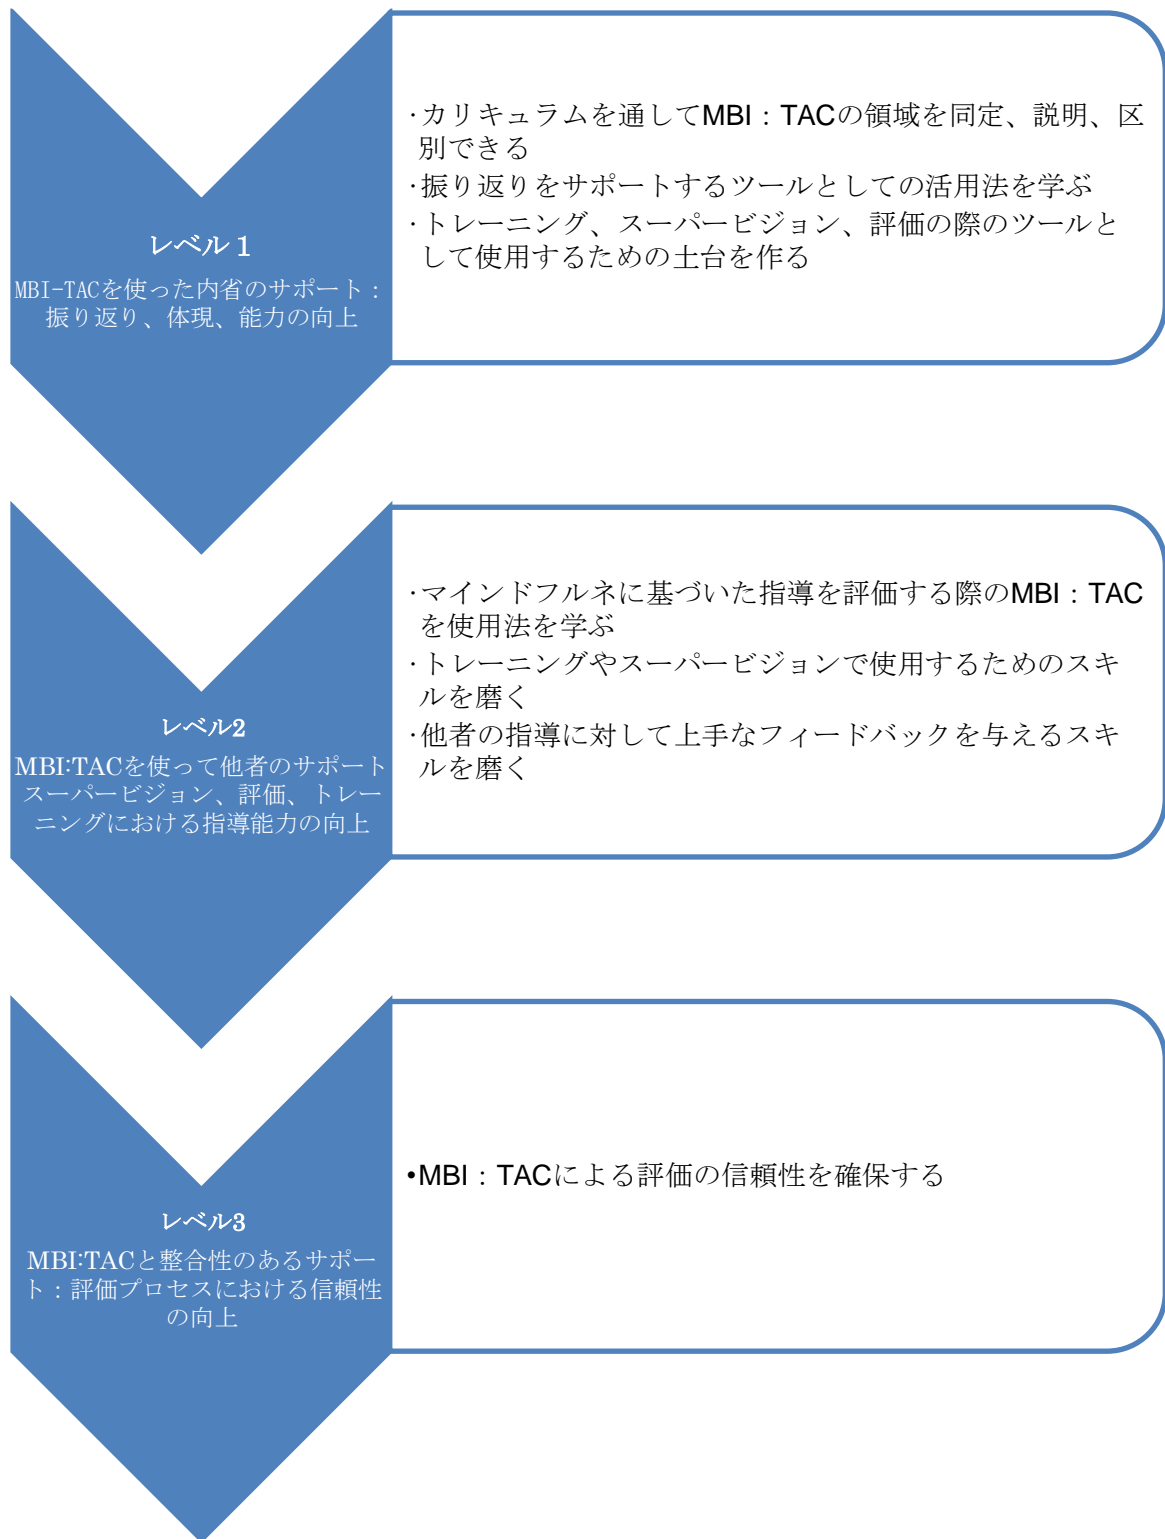 ・カリキュラムを通してMBI：TACの領域を同定、説明、区
別できる
・振り返りをサポートするツールとしての活用法を学ぶ
・トレーニング、スーパービジョン、評価の際のツールと
して使用するための土台を作る
レベル１
MBI-TACを使った内省のサポート：
振り返り、体現、能力の向上
・マインドフルネに基づいた指導を評価する際のMBI：TAC
を使用法を学ぶ
・トレーニングやスーパービジョンで使用するためのスキ
ルを磨く
・他者の指導に対して上手なフィードバックを与えるスキ
ルを磨く
レベル2
MBI:TACを使って他者のサポート
スーパービジョン、評価、トレー
ニングにおける指導能力の向上
•MBI：TACによる評価の信頼性を確保する
レベル3
MBI:TACと整合性のあるサポー
ト：評価プロセスにおける信頼性
の向上